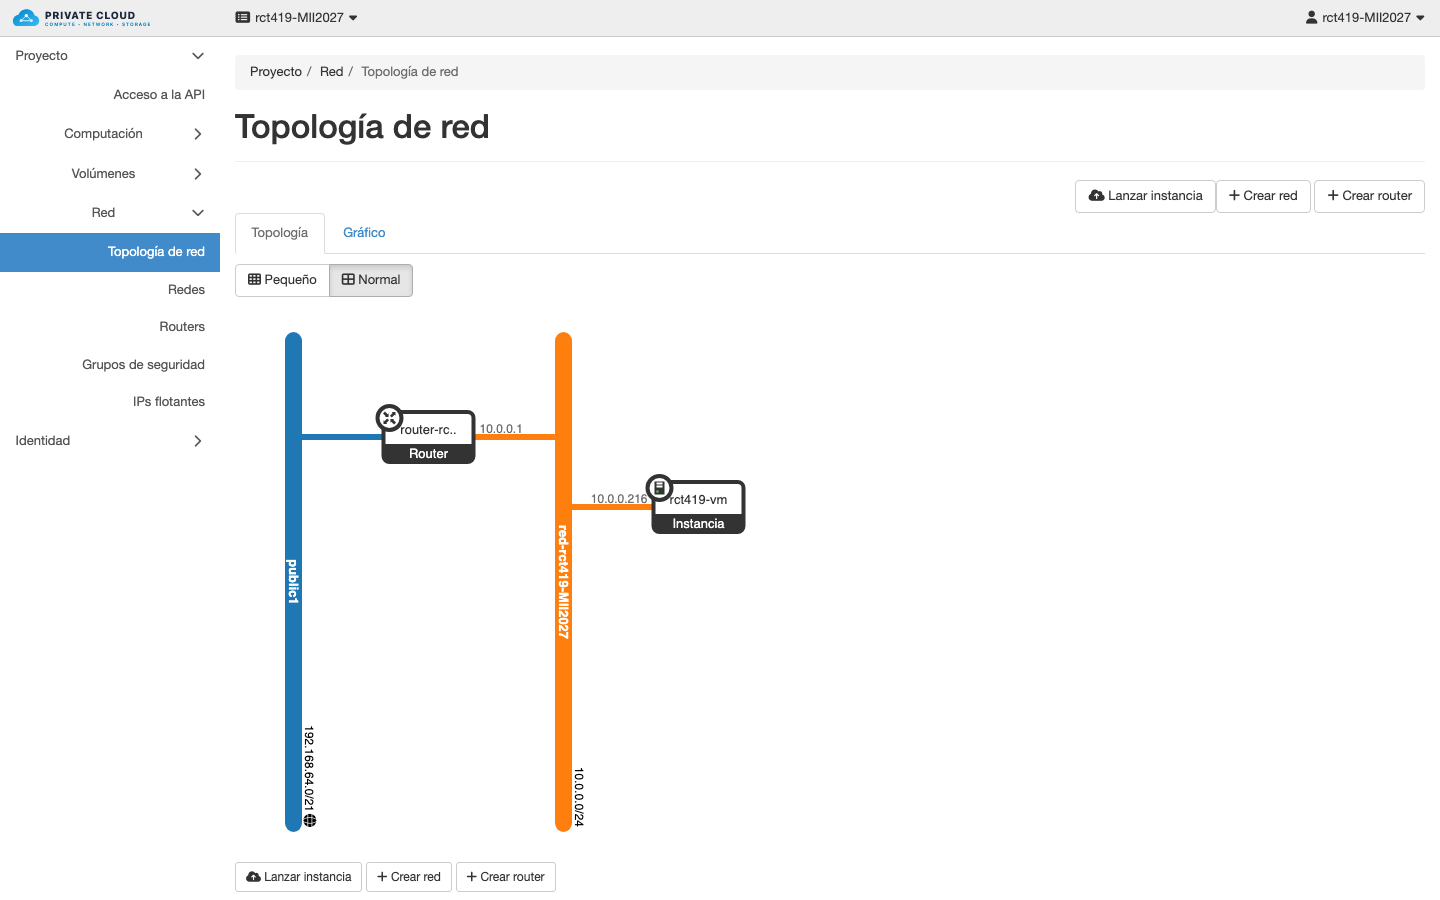 PRIVATE CLOUD
COMPUTE • NETWORK • STORAGE
rct419-MII2027
rct419-MII2027
Proyecto
Acceso a la API
Computación
Volúmenes
Red
Topología de red
Redes
Routers
Grupos de seguridad
IPs flotantes
Identidad
Proyecto / Red / Topología de red
Topología de red
Lanzar instancia
+ Crear red
+ Crear router
Topología
Gráfico
Pequeño
Normal
public1
192.168.64.0/21
router-rc..
Router
10.0.0.1
red-rct419-MII2027
10.0.0.0/24
10.0.0.216
rct419-vm
Instancia
Lanzar instancia
+ Crear red
+ Crear router